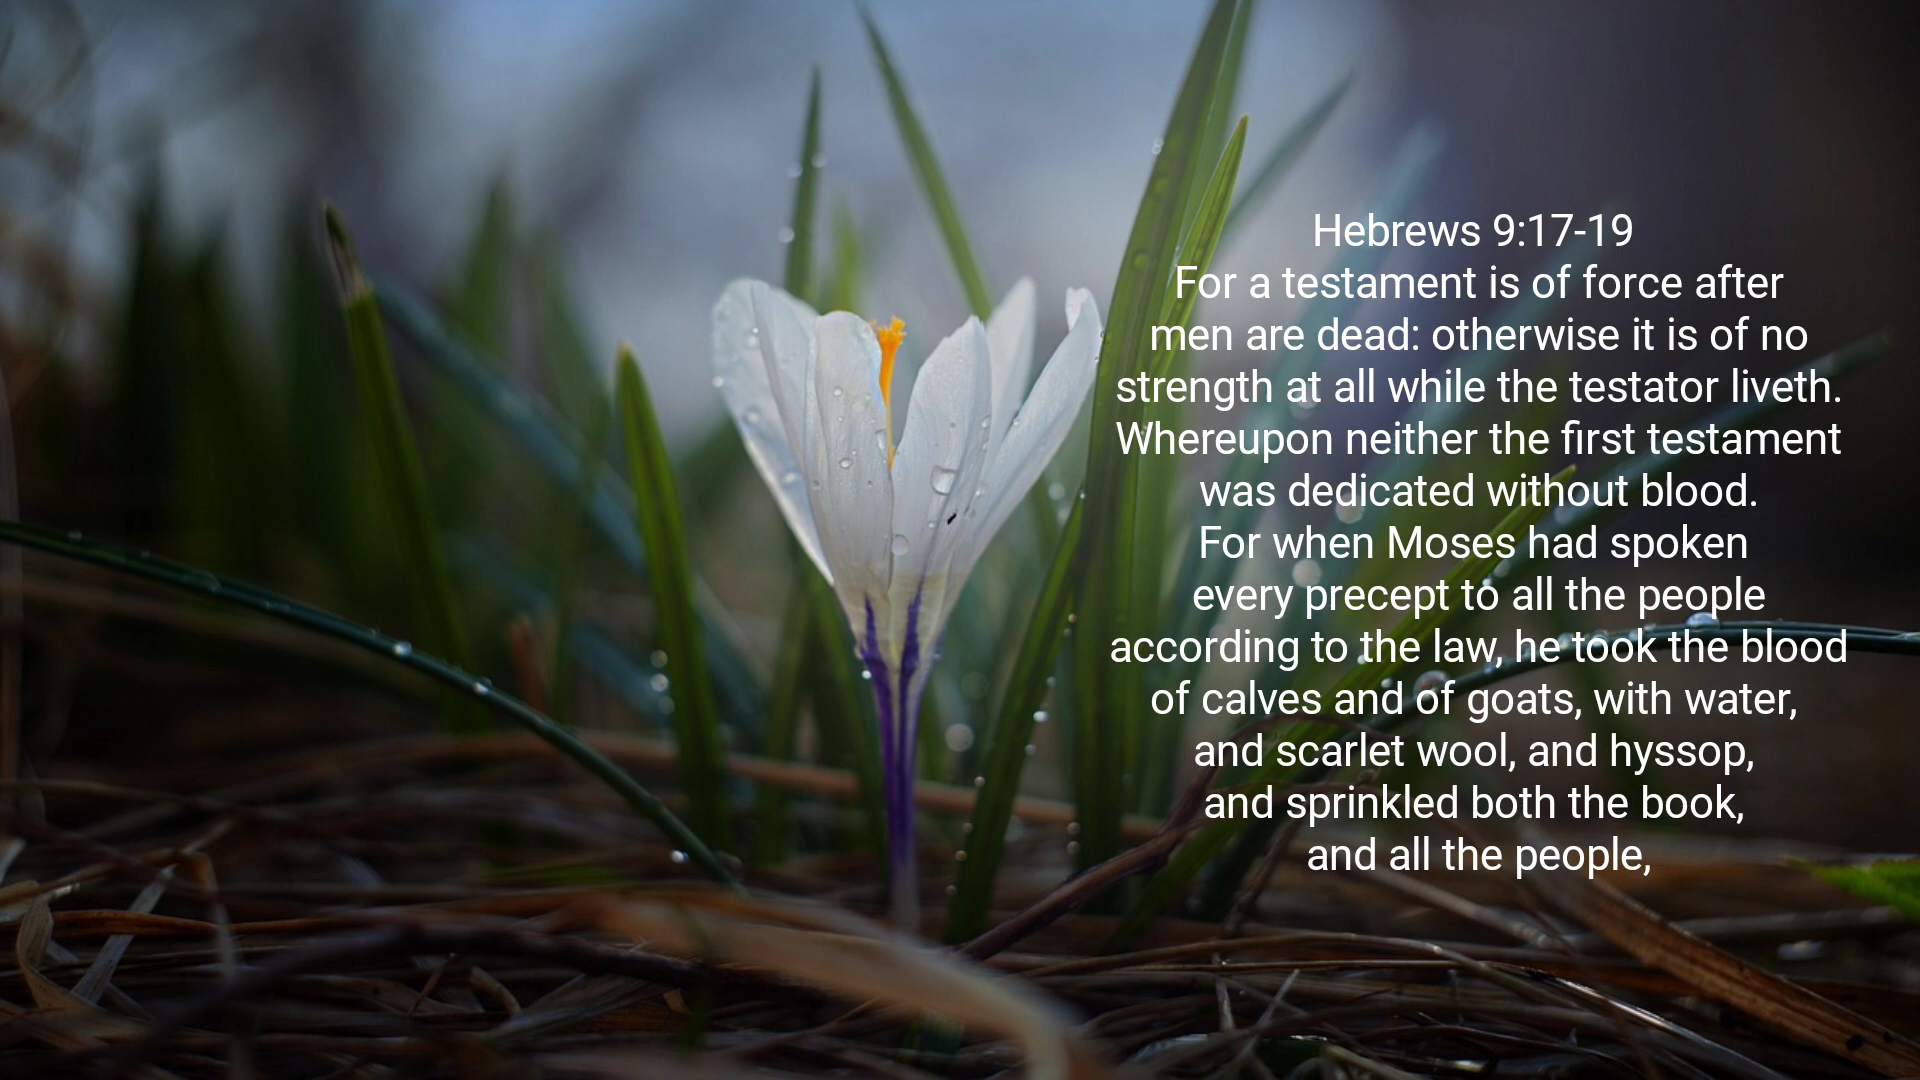 Hebrews 9:17-19
For a testament is of force after
men are dead: otherwise it is of no
strength at all while the testator liveth.
Whereupon neither the first testament
was dedicated without blood.
For when Moses had spoken
every precept to all the people
according to the law, he took the blood
of calves and of goats, with water,
and scarlet wool, and hyssop,
and sprinkled both the book,
and all the people,